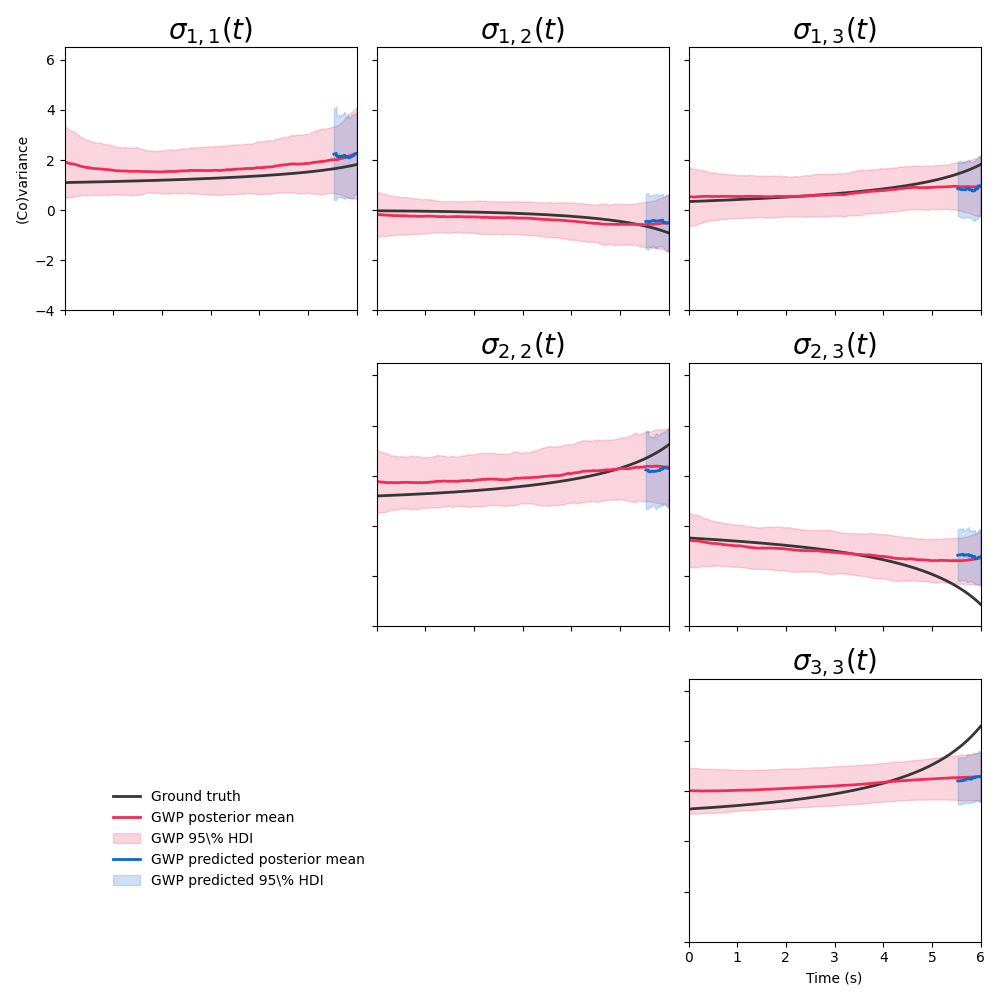 σ1,1(t) σ1,2(t) σ1,3(t)
6
4
2
0
−2
−4
(Co)variance
σ2,2(t) σ2,3(t)
σ3,3(t)
Ground truth
GWP posterior mean
GWP 95\% HDI
GWP predicted posterior mean
GWP predicted 95\% HDI
0 1 2 3 4 5 6
Time (s)